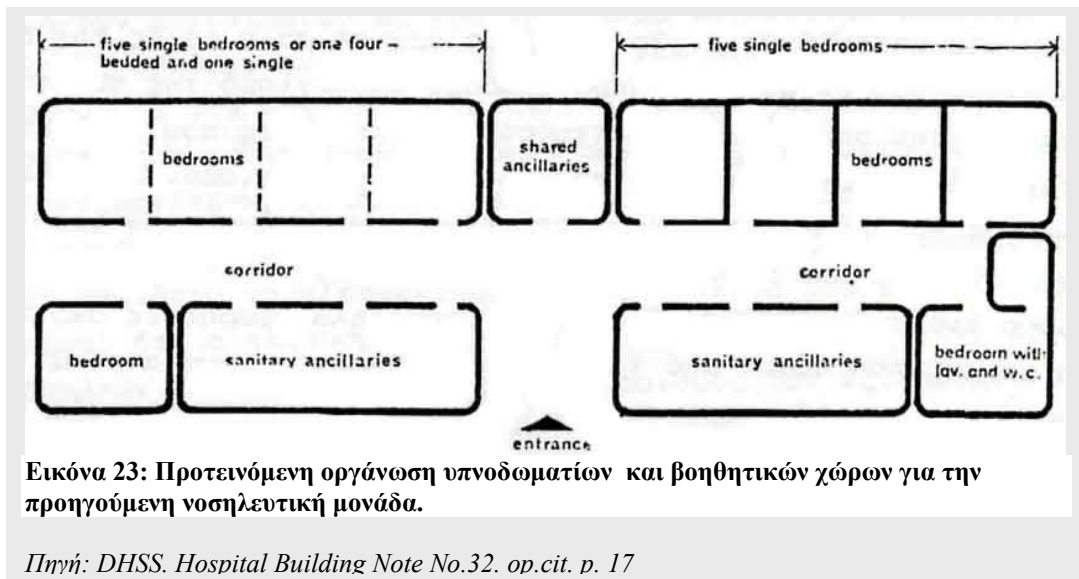 five single bedrooms or one four -
bedded and one single
five single bedrooms
bedrooms
shared
ancillaries
bedrooms
corridor
corridor
bedroom
sanitary ancillaries
sanitary ancillaries
bedroom with
lav. and w.c.
entrance
Εικόνα 23: Προτεινόμενη οργάνωση υπνοδωματίων και βοηθητικών χώρων για την
προηγούμενη νοσηλευτική μονάδα.
Πηγή: DHSS. Hospital Building Note No.32. op.cit. p. 17